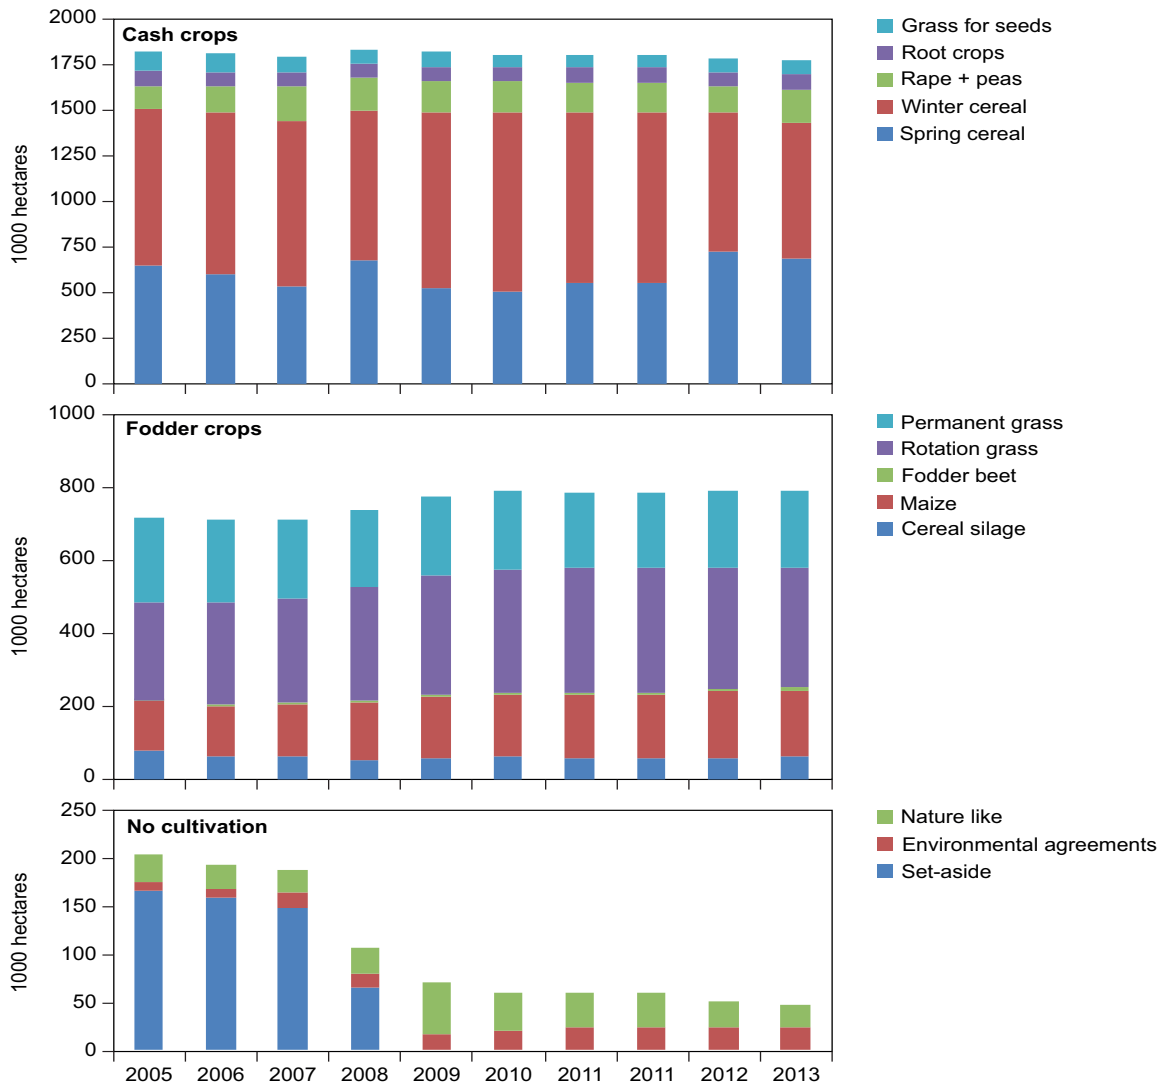 Cash crops
2000
1750
1500
1250
1000
750
500
250
0
1000 hectares
Grass for seeds
Root crops
Rape + peas
Winter cereal
Spring cereal
Fodder crops
1000
800
600
400
200
0
1000 hectares
Permanent grass
Rotation grass
Fodder beet
Maize
Cereal silage
No cultivation
250
200
150
100
50
0
1000 hectares
Nature like
Environmental agreements
Set-aside
2005 2006 2007 2008 2009 2010 2011 2011 2012 2013